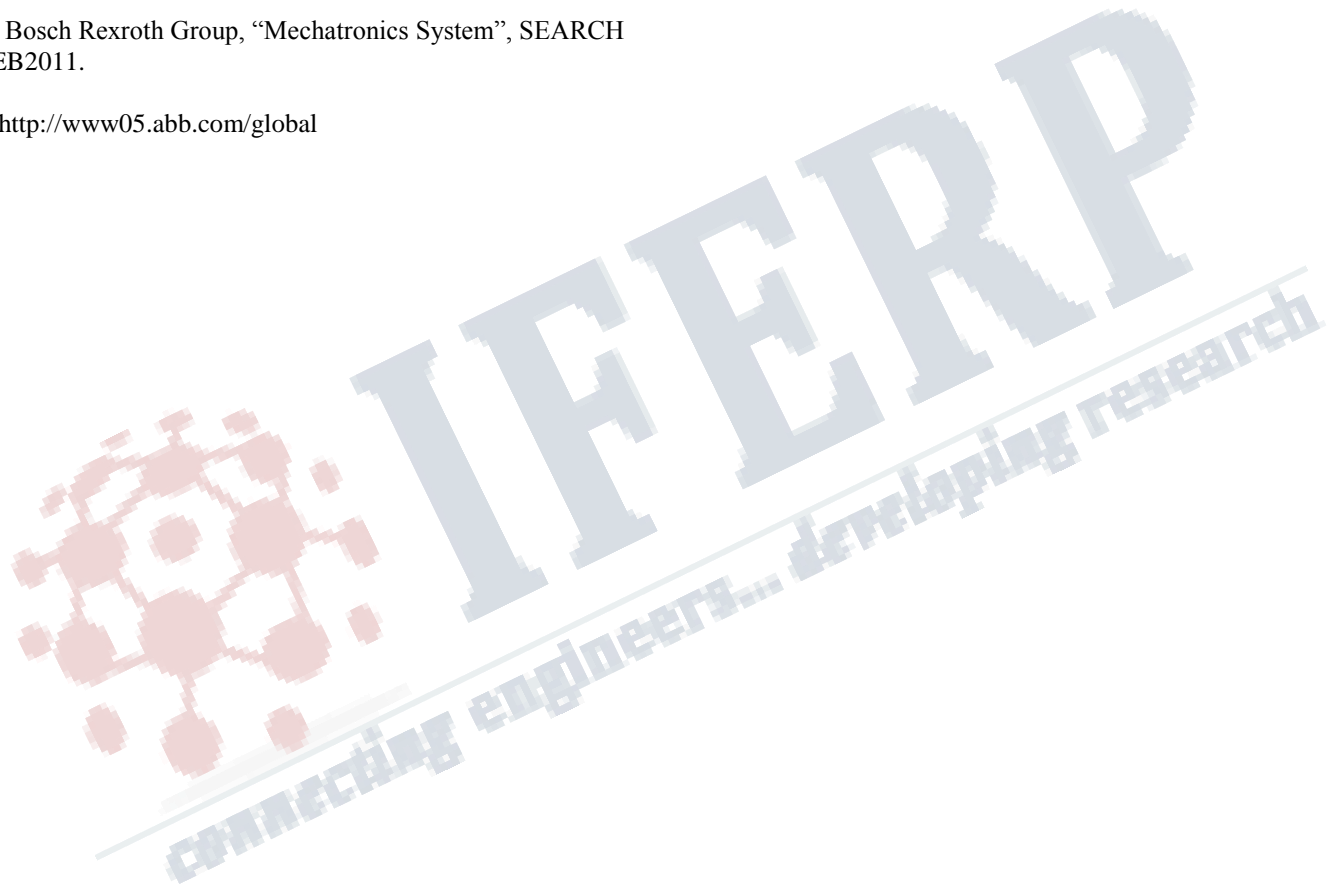 Bosch Rexroth Group, “Mechatronics System”, SEARCH
EB2011.
http://www05.abb.com/global
IFERP
connecting engineers... developing research